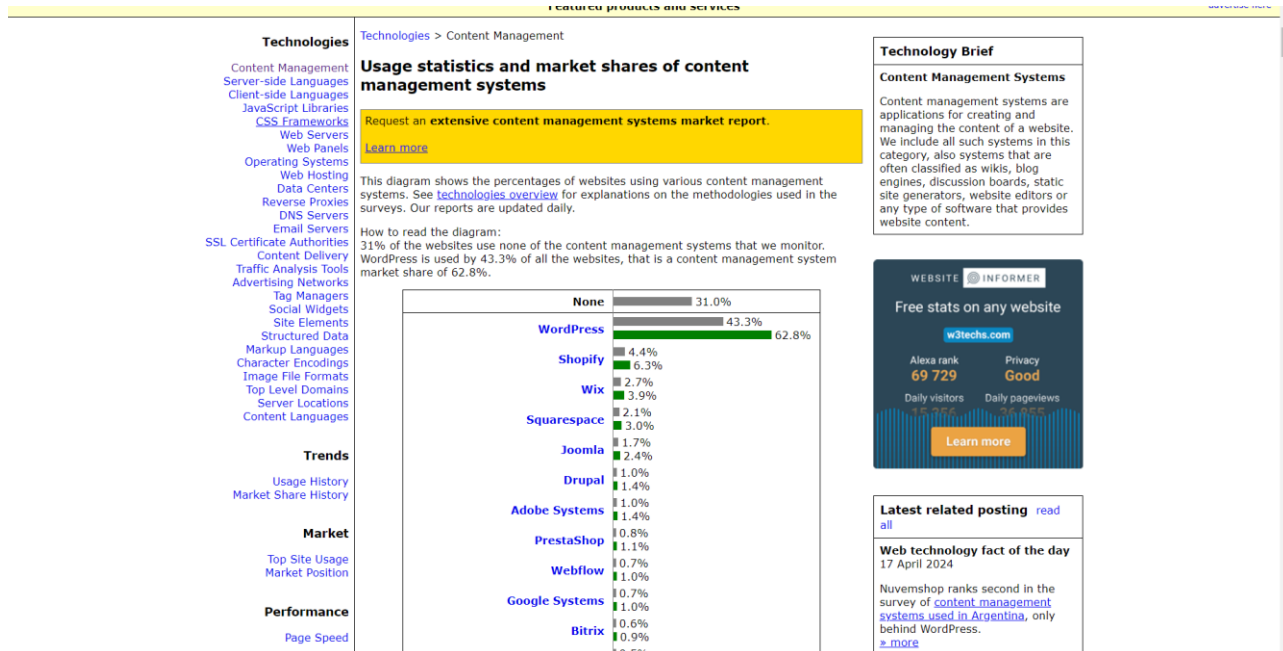 Featured products and services
advertise here
Technologies
Content Management
Server-side Languages
Client-side Languages
JavaScript Libraries
CSS Frameworks
Web Servers
Web Panels
Operating Systems
Web Hosting
Data Centers
Reverse Proxies
DNS Servers
Email Servers
SSL Certificate Authorities
Content Delivery
Traffic Analysis Tools
Advertising Networks
Tag Managers
Social Widgets
Site Elements
Structured Data
Markup Languages
Character Encodings
Image File Formats
Top Level Domains
Server Locations
Content Languages
Trends
Usage History
Market Share History
Market
Top Site Usage
Market Position
Performance
Page Speed
Technologies > Content Management
Usage statistics and market shares of content
management systems
Request an extensive content management systems market report.
Learn more
This diagram shows the percentages of websites using various content management
systems. See technologies overview for explanations on the methodologies used in the
surveys. Our reports are updated daily.
How to read the diagram:
31% of the websites use none of the content management systems that we monitor.
WordPress is used by 43.3% of all the websites, that is a content management system
market share of 62.8%.
None 31.0%
WordPress 43.3%
62.8%
Shopify 4.4%
6.3%
Wix 2.7%
3.9%
Squarespace 2.1%
3.0%
Joomla 1.7%
2.4%
Drupal 1.0%
1.4%
Adobe Systems 1.0%
1.4%
PrestaShop 0.8%
1.1%
Webflow 0.7%
1.0%
Google Systems 0.7%
1.0%
Bitrix 0.6%
0.9%
Technology Brief
Content Management Systems
Content management systems are
applications for creating and
managing the content of a website.
We include all such systems in this
category, also systems that are
often classified as wikis, blog
engines, discussion boards, static
site generators, website editors or
any type of software that provides
website content.
WEBSITE INFORMER
Free stats on any website
w3techs.com
Alexa rank Privacy
69 729 Good
Daily visitors Daily pageviews
Learn more
Latest related posting read
all
Web technology fact of the day
17 April 2024
Nuvemshop ranks second in the
survey of content management
systems used in Argentina, only
behind WordPress.
» more